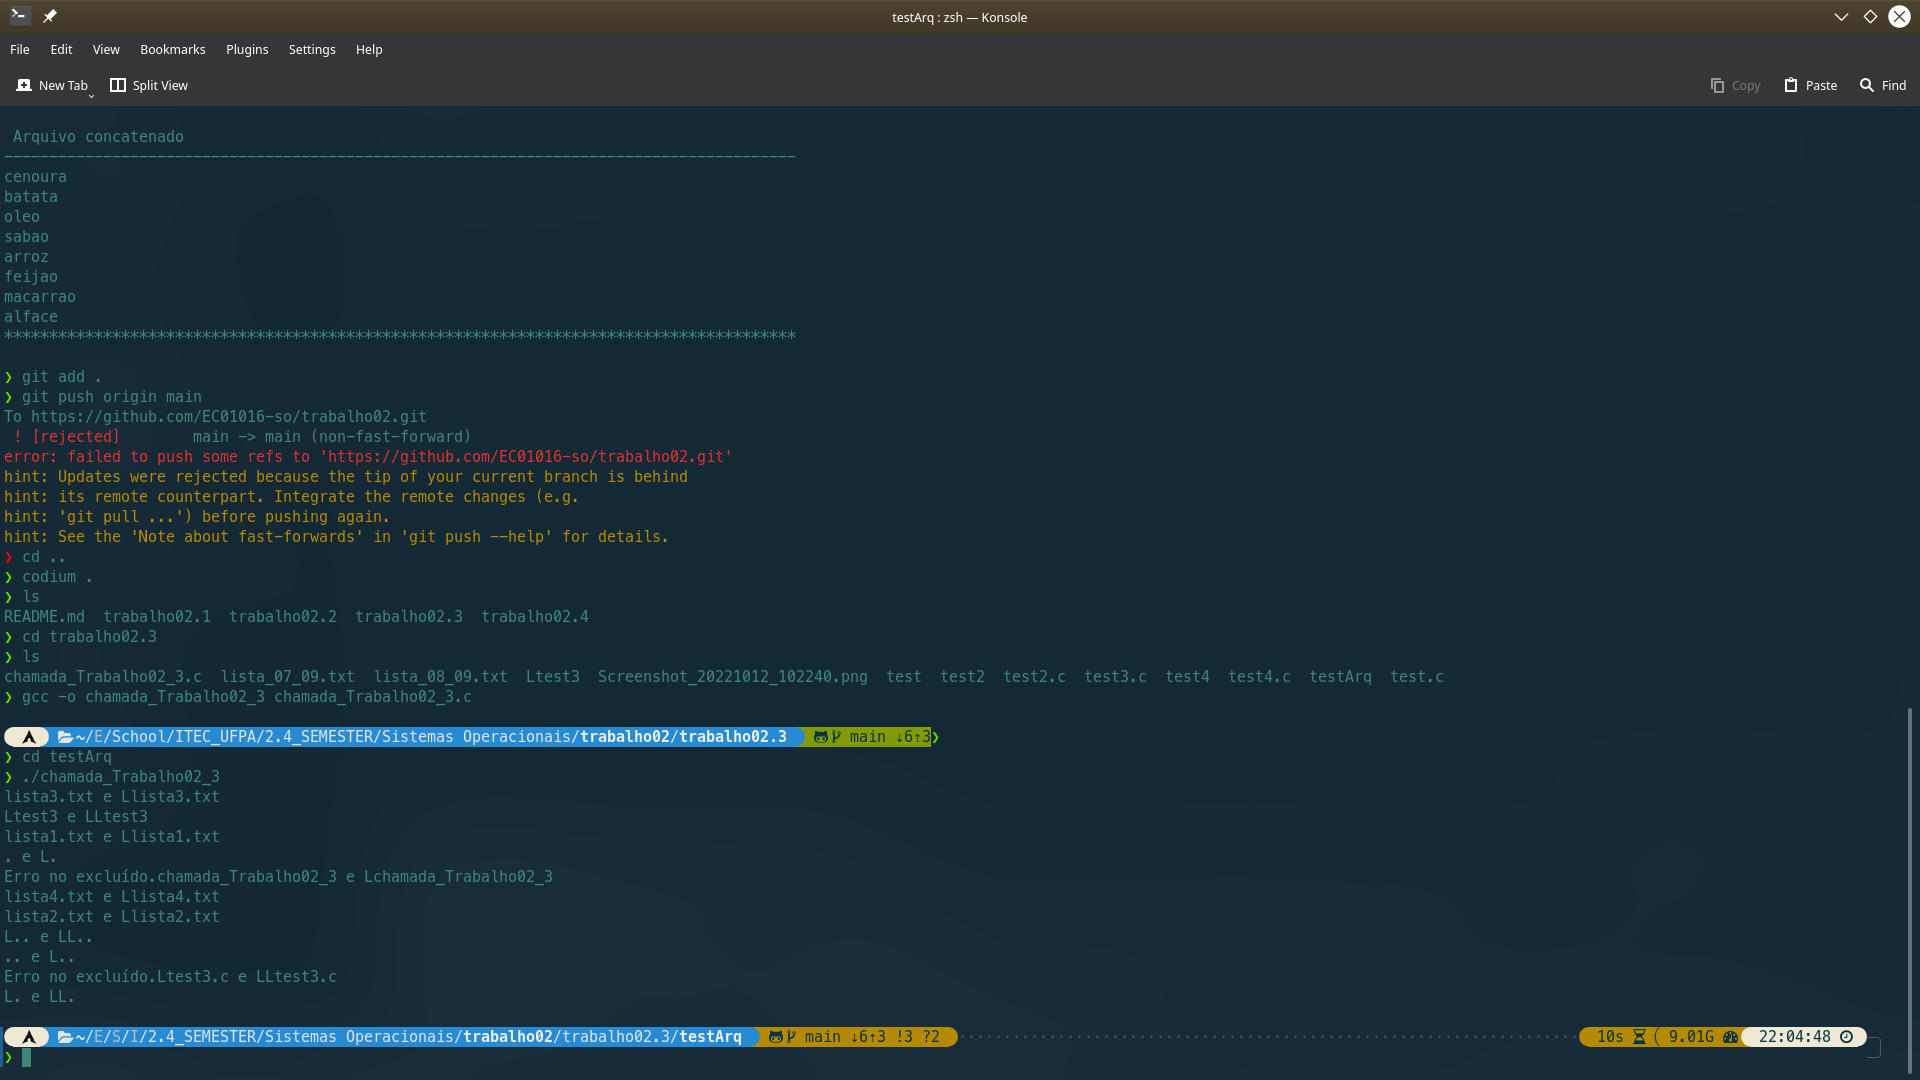 testArq : zsh — Konsole
File Edit View Bookmarks Plugins Settings Help
New Tab Split View Copy Paste Find
Arquivo concatenado
----------------------------------------------------------------------------------------
cenoura
batata
oleo
sabao
arroz
feijao
macarrao
alface
****************************************************************************************
❯ git add .
❯ git push origin main
To https://github.com/EC01016-so/trabalho02.git
 ! [rejected]        main -> main (non-fast-forward)
error: failed to push some refs to 'https://github.com/EC01016-so/trabalho02.git'
hint: Updates were rejected because the tip of your current branch is behind
hint: its remote counterpart. Integrate the remote changes (e.g.
hint: 'git pull ...') before pushing again.
hint: See the 'Note about fast-forwards' in 'git push --help' for details.
❯ cd ..
❯ codium .
❯ ls
README.md  trabalho02.1  trabalho02.2  trabalho02.3  trabalho02.4
❯ cd trabalho02.3
❯ ls
chamada_Trabalho02_3.c  lista_07_09.txt  lista_08_09.txt  Ltest3  Screenshot_20221012_102240.png  test  test2  test2.c  test3.c  test4  test4.c  testArq  test.c
❯ gcc -o chamada_Trabalho02_3 chamada_Trabalho02_3.c
~/E/School/ITEC_UFPA/2.4_SEMESTER/Sistemas Operacionais/trabalho02/trabalho02.3 main ↓6↑3❯
❯ cd testArq
❯ ./chamada_Trabalho02_3
lista3.txt e Llista3.txt
Ltest3 e LLtest3
lista1.txt e Llista1.txt
. e L.
Erro no excluído.chamada_Trabalho02_3 e Lchamada_Trabalho02_3
lista4.txt e Llista4.txt
lista2.txt e Llista2.txt
L.. e LL..
.. e L..
Erro no excluído.Ltest3.c e LLtest3.c
L. e LL.
~/E/S/I/2.4_SEMESTER/Sistemas Operacionais/trabalho02/trabalho02.3/testArq main ↓6↑3 !3 ?2 10s 9.01G 22:04:48
❯